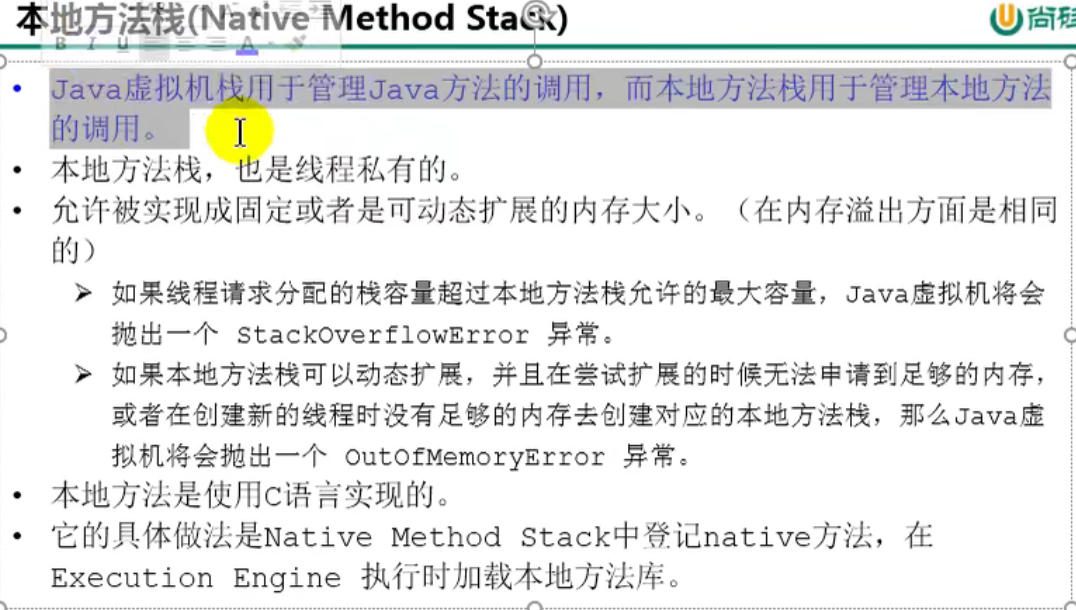 本地方法栈(Native Method Stack)
尚硅
B I U A
• Java虚拟机栈用于管理Java方法的调用，而本地方法栈用于管理本地方法
的调用。
• 本地方法栈，也是线程私有的。
• 允许被实现成固定或者是可动态扩展的内存大小。（在内存溢出方面是相同
的）
➢ 如果线程请求分配的栈容量超过本地方法栈允许的最大容量，Java虚拟机将会
抛出一个 StackOverflowError 异常。
➢ 如果本地方法栈可以动态扩展，并且在尝试扩展的时候无法申请到足够的内存，
或者在创建新的线程时没有足够的内存去创建对应的本地方法栈，那么Java虚
拟机将会抛出一个 OutOfMemoryError 异常。
• 本地方法是使用C语言实现的。
• 它的具体做法是Native Method Stack中登记native方法，在
Execution Engine 执行时加载本地方法库。